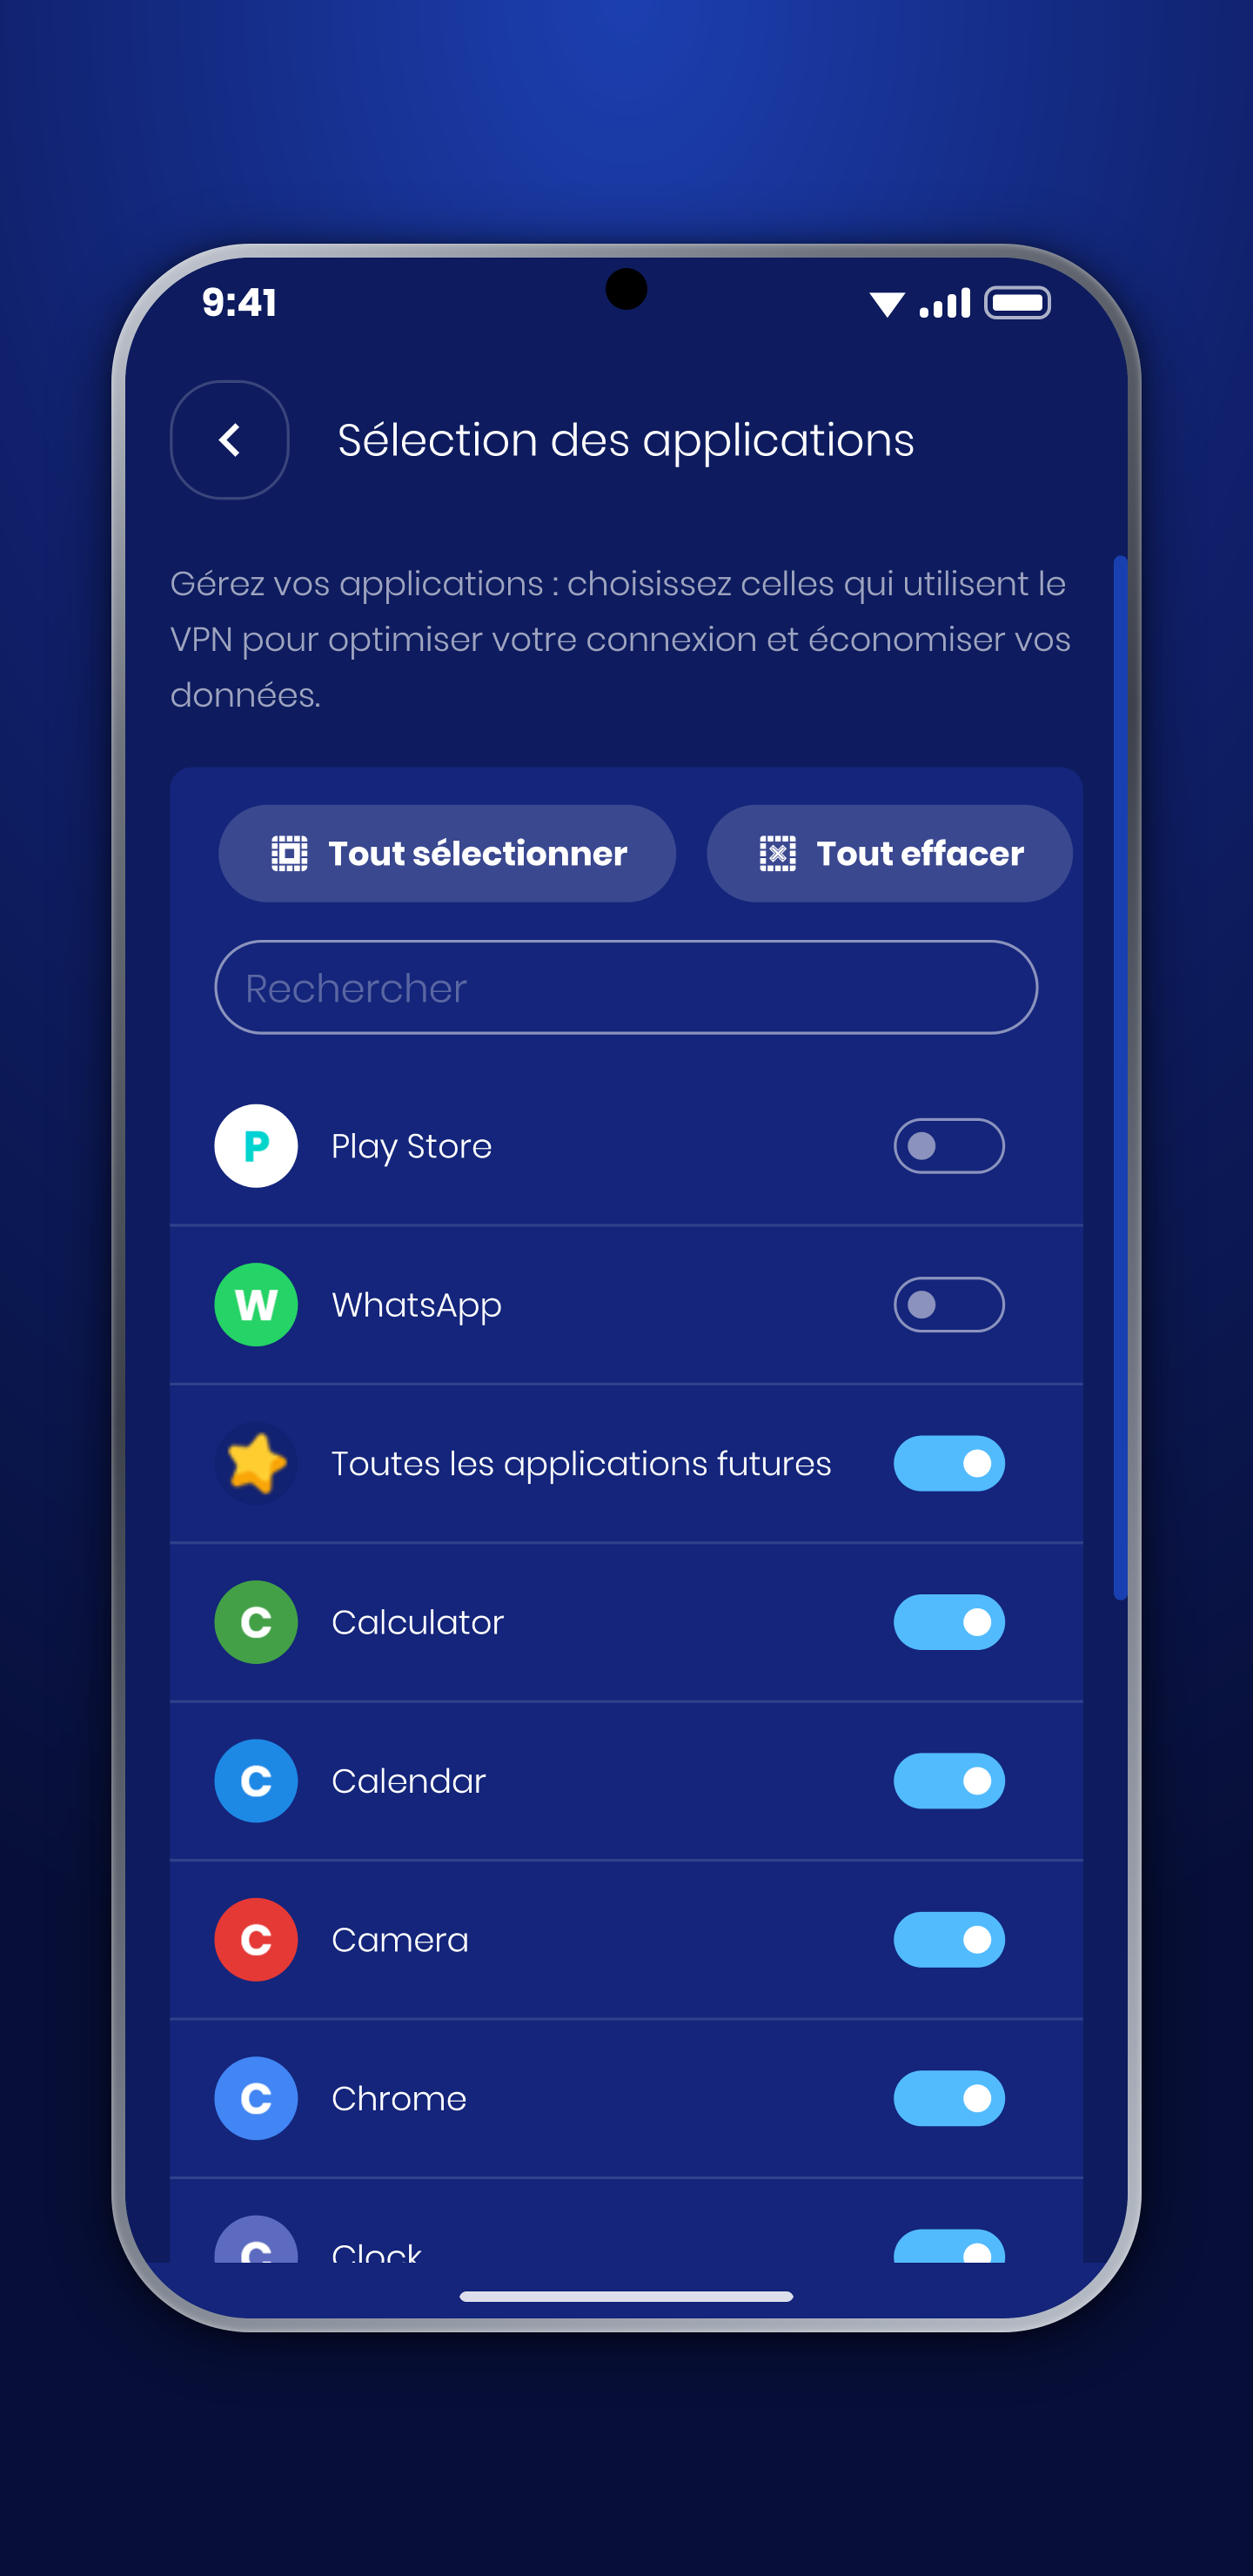 9:41
Sélection des applications
Gérez vos applications : choisissez celles qui utilisent le
VPN pour optimiser votre connexion et économiser vos
données.
Tout sélectionner
Tout effacer
Rechercher
P Play Store
W WhatsApp
Toutes les applications futures
C Calculator
C Calendar
C Camera
C Chrome
C Clock